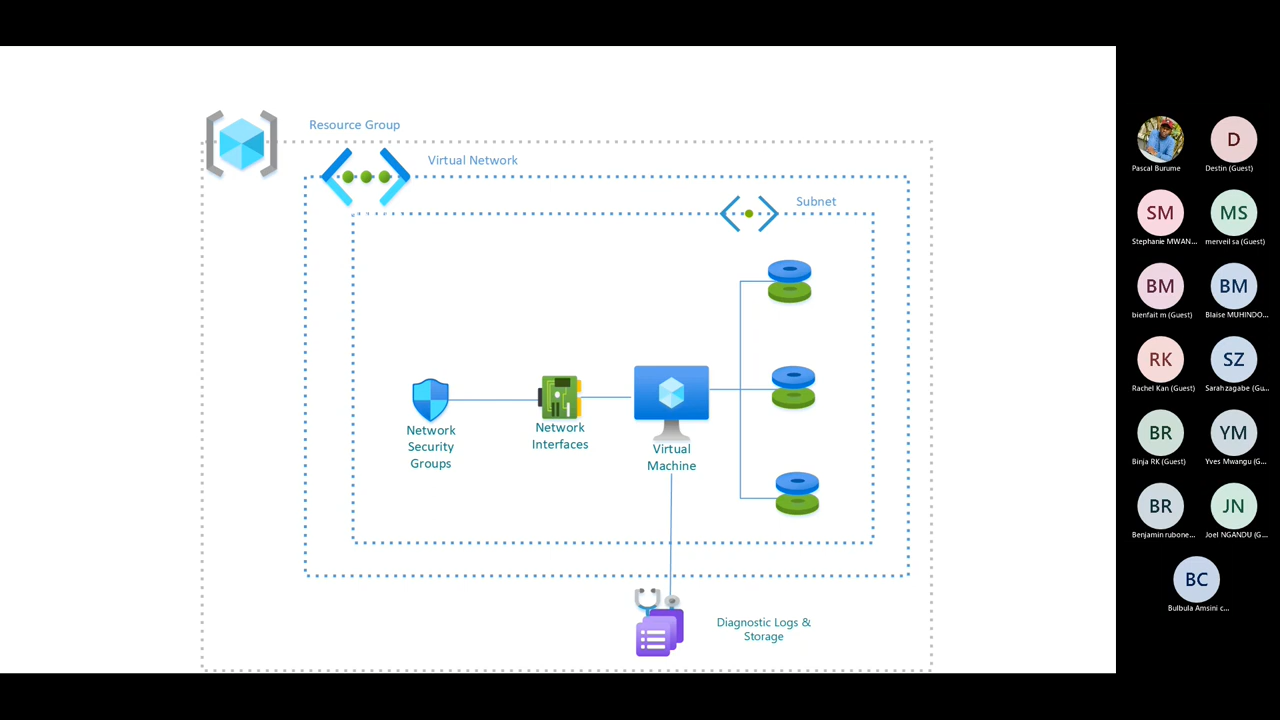 Resource Group
Virtual Network
Subnet
Network
Security
Groups
Network
Interfaces
Virtual
Machine
Diagnostic Logs &
Storage
Pascal Burume
D
Destin (Guest)
SM
Stephanie MWAN...
MS
merveil sa (Guest)
BM
bienfait m (Guest)
BM
Blaise MUHINDO...
RK
Rachel Kan (Guest)
SZ
Sarahzagabe (Gu...
BR
Binja RK (Guest)
YM
Yves Mwangu (G...
BR
Benjamin rubone...
JN
Joel NGANDU (G...
BC
Bulbula Amsini c...